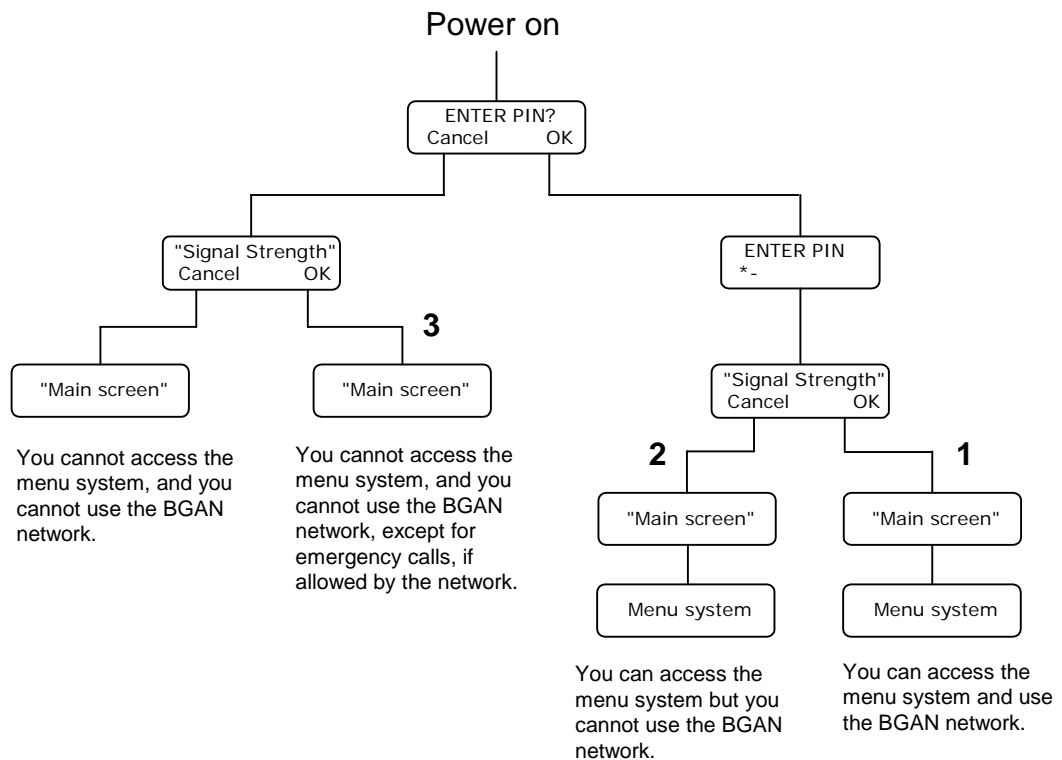 Power on
ENTER PIN?
Cancel OK
"Signal Strength"
Cancel OK
ENTER PIN
*-
3
"Main screen"
"Main screen"
"Signal Strength"
Cancel OK
You cannot access the
menu system, and you
cannot use the BGAN
network.
You cannot access the
menu system, and you
cannot use the BGAN
network, except for
emergency calls, if
allowed by the network.
2
1
"Main screen"
"Main screen"
Menu system
Menu system
You can access the
menu system but you
cannot use the BGAN
network.
You can access the
menu system and use
the BGAN network.